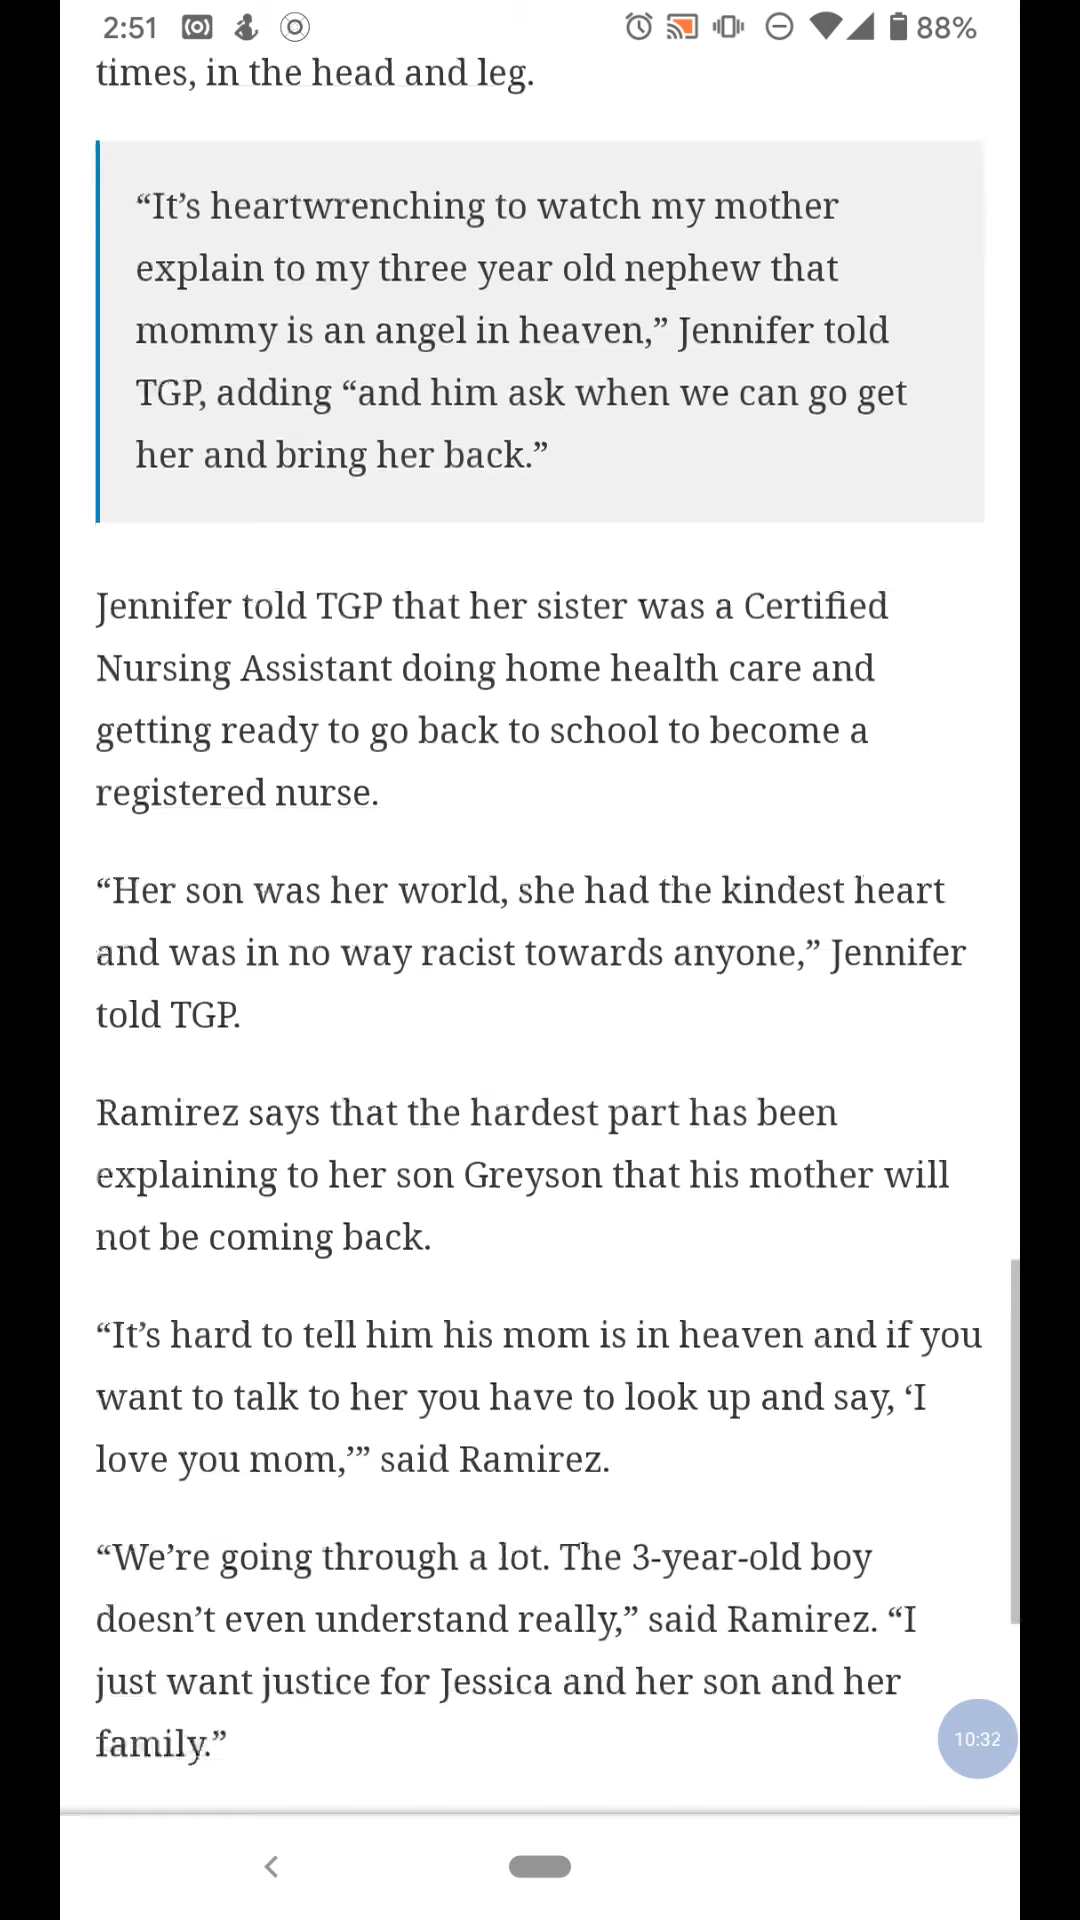 2:51
88%
times, in the head and leg.
“It’s heartwrenching to watch my mother
explain to my three year old nephew that
mommy is an angel in heaven,” Jennifer told
TGP, adding “and him ask when we can go get
her and bring her back.”
Jennifer told TGP that her sister was a Certified
Nursing Assistant doing home health care and
getting ready to go back to school to become a
registered nurse.
“Her son was her world, she had the kindest heart
and was in no way racist towards anyone,” Jennifer
told TGP.
Ramirez says that the hardest part has been
explaining to her son Greyson that his mother will
not be coming back.
“It’s hard to tell him his mom is in heaven and if you
want to talk to her you have to look up and say, ‘I
love you mom,’” said Ramirez.
“We’re going through a lot. The 3-year-old boy
doesn’t even understand really,” said Ramirez. “I
just want justice for Jessica and her son and her
family.”
10:32